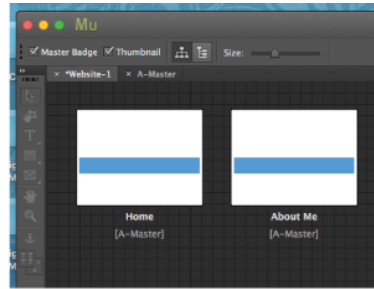 Mu
Master Badge Thumbnail Size:
× *Website-1 × A-Master
T
Home About Me
[A-Master] [A-Master]